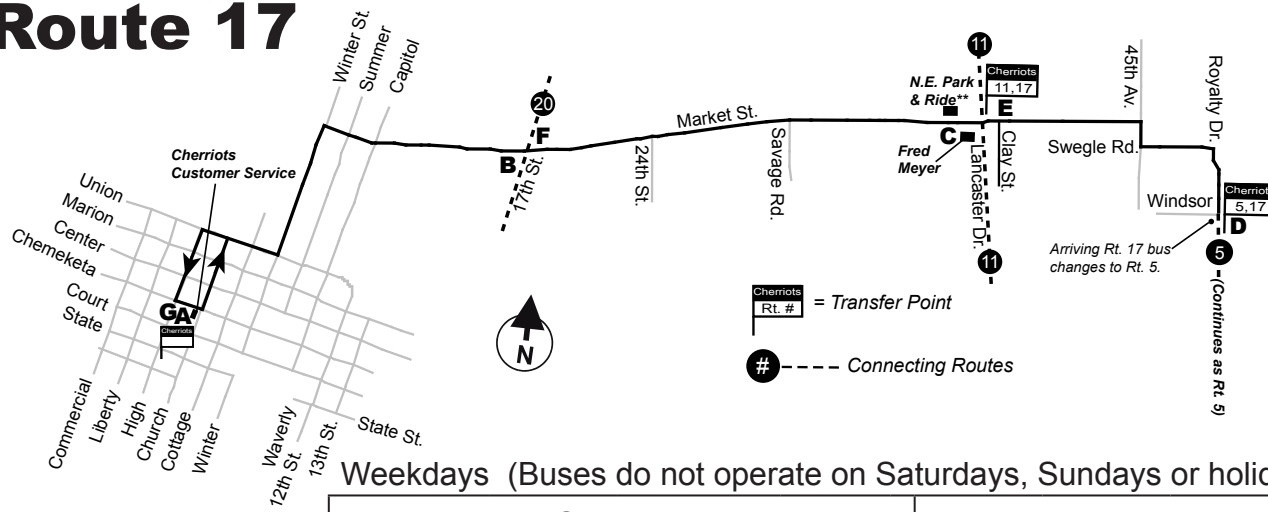 Route 17
Winter St.
Summer
Capitol
20
F
B
17th St.
Market St.
24th St.
Savage Rd.
11
N.E. Park
& Ride**
Cherriots
11,17
E
C
Fred
Meyer
Lancaster Dr.
Clay St.
11
45th Av.
Swegle Rd.
Royalty Dr.
Windsor
Cherriot
5,17
D
Arriving Rt. 17 bus
changes to Rt. 5.
5
(Continues as Rt. 5)
Cherriots
Customer Service
Union
Marion
Center
Chemeketa
Court
State
GA
Cherriots
Commercial
Liberty
High
Church
Cottage
Winter
Waverly
12th St.
13th St.
State St.
N
Cherriots
Rt. #
= Transfer Point
#
Connecting Routes
Weekdays (Buses do not operate on Saturdays, Sundays or holid